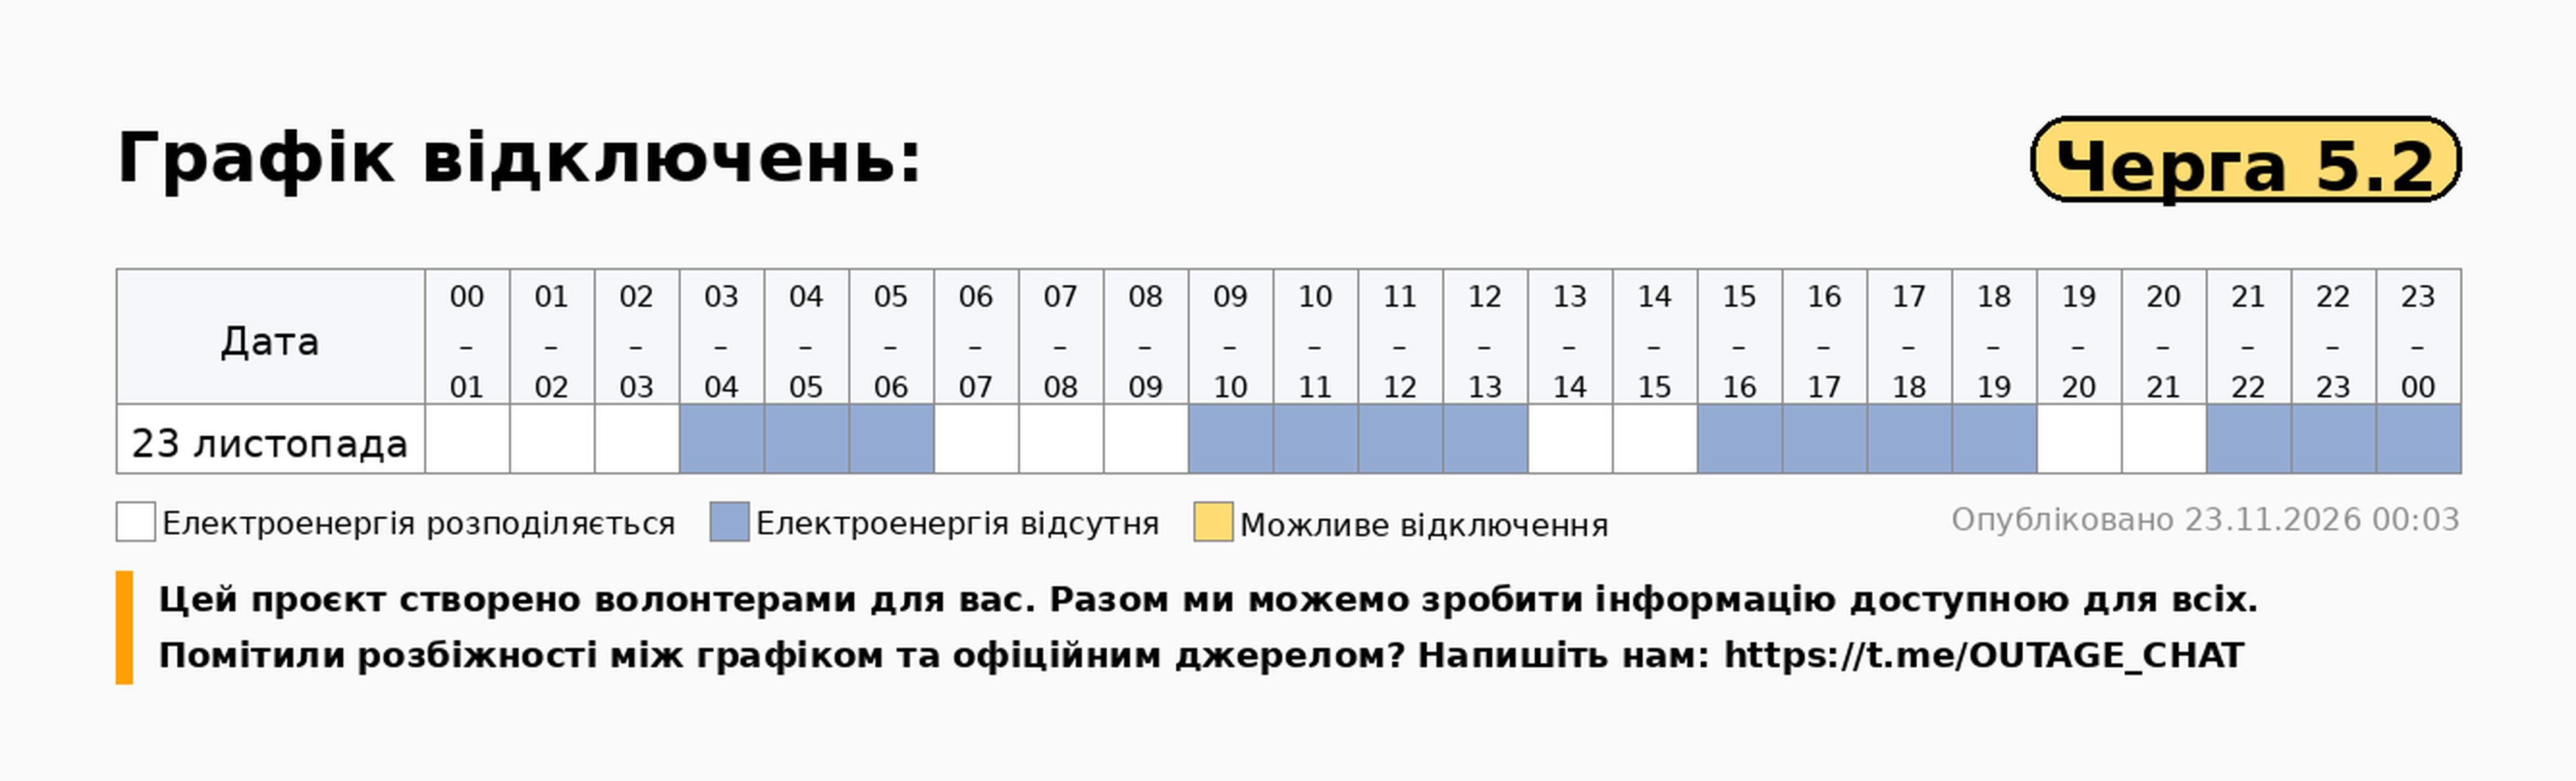 Графік відключень:
Черга 5.2
Дата
00 – 01
01 – 02
02 – 03
03 – 04
04 – 05
05 – 06
06 – 07
07 – 08
08 – 09
09 – 10
10 – 11
11 – 12
12 – 13
13 – 14
14 – 15
15 – 16
16 – 17
17 – 18
18 – 19
19 – 20
20 – 21
21 – 22
22 – 23
23 – 00
23 листопада
Електроенергія розподіляється
Електроенергія відсутня
Можливе відключення
Опубліковано 23.11.2026 00:03
Цей проєкт створено волонтерами для вас. Разом ми можемо зробити інформацію доступною для всіх.
Помітили розбіжності між графіком та офіційним джерелом? Напишіть нам: https://t.me/OUTAGE_CHAT